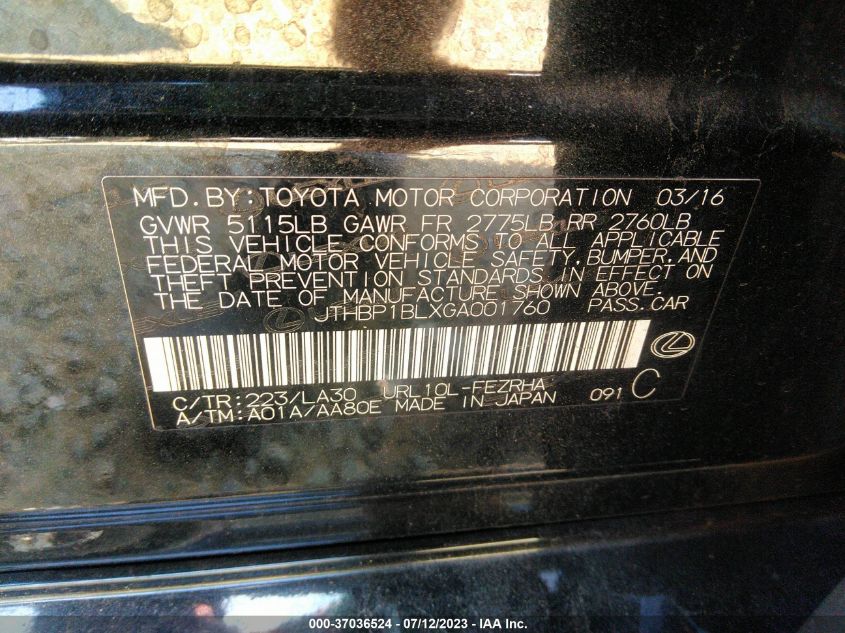 MFD.BY:TOYOTA MOTOR CORPORATION 03/16
GVWR 5115LB GAWR FR 2775LB RR 2760LB
THIS VEHICLE CONFORMS TO ALL APPLICABLE
FEDERAL MOTOR VEHICLE SAFETY,BUMPER,AND
THEFT PREVENTION STANDARDS IN EFFECT ON
THE DATE OF MANUFACTURE SHOWN ABOVE.
JTHBP1BLXGA001760 PASS.CAR
C/TR:223/LA30 URL10L-FEZRHA
A/TM:A01A/AA80E MADE IN JAPAN 091 C
000-37036524 - 07/12/2023 - IAA Inc.